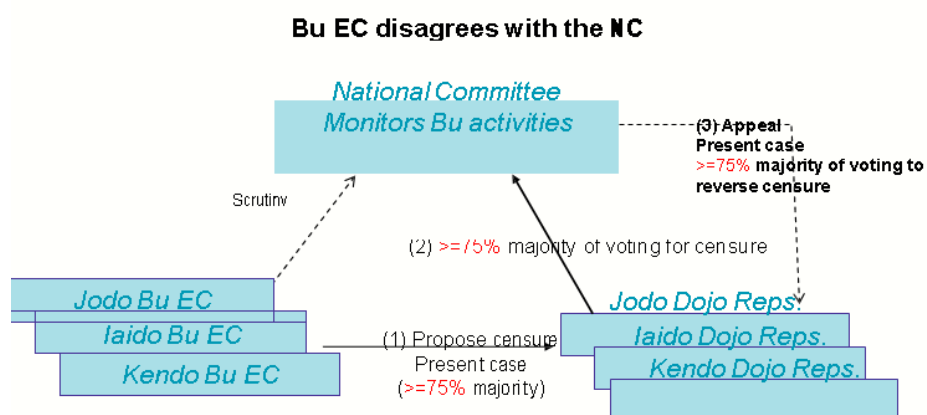 Bu EC disagrees with the NC
National Committee
Monitors Bu activities
(3) Appeal
Present case
>=75% majority of voting to
reverse censure
Scrutiny
(2) >=75% majority of voting for censure
Jodo Bu EC
Iaido Bu EC
Kendo Bu EC
(1) Propose censure
Present case
(>=75% majority)
Jodo Dojo Reps.
Iaido Dojo Reps.
Kendo Dojo Reps.